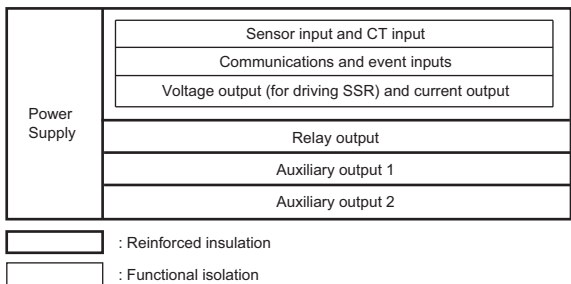 Sensor input and CT input
Communications and event inputs
Voltage output (for driving SSR) and current output
Power
Supply
Relay output
Auxiliary output 1
Auxiliary output 2
: Reinforced insulation
: Functional isolation